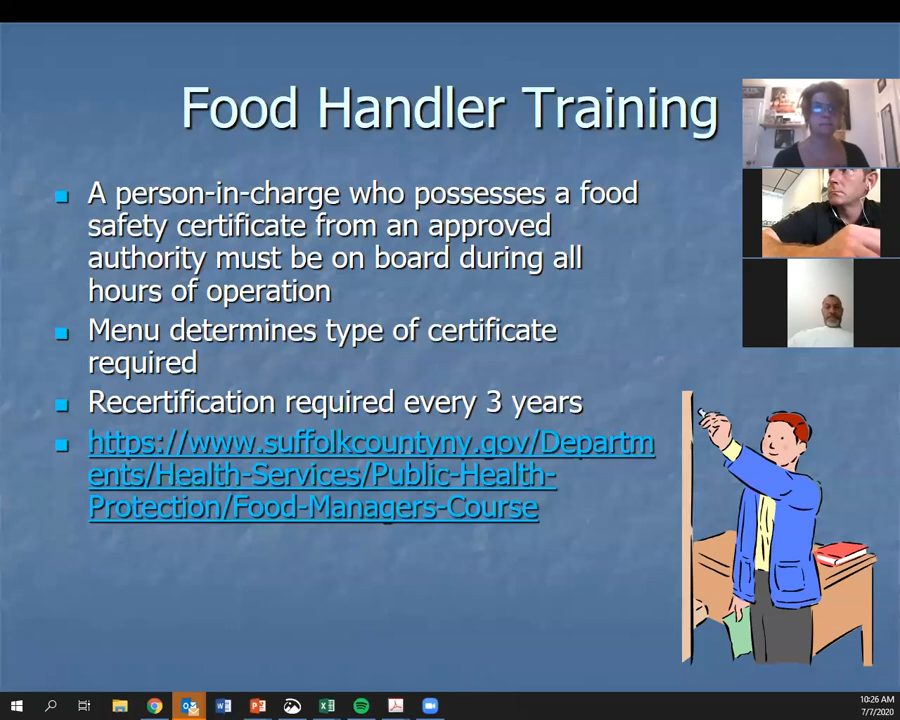 Food Handler Training
A person-in-charge who possesses a food
safety certificate from an approved
authority must be on board during all
hours of operation
Menu determines type of certificate
required
Recertification required every 3 years
https://www.suffolkcountyny.gov/Departm
ents/Health-Services/Public-Health-
Protection/Food-Managers-Course
10:26 AM
7/7/2020